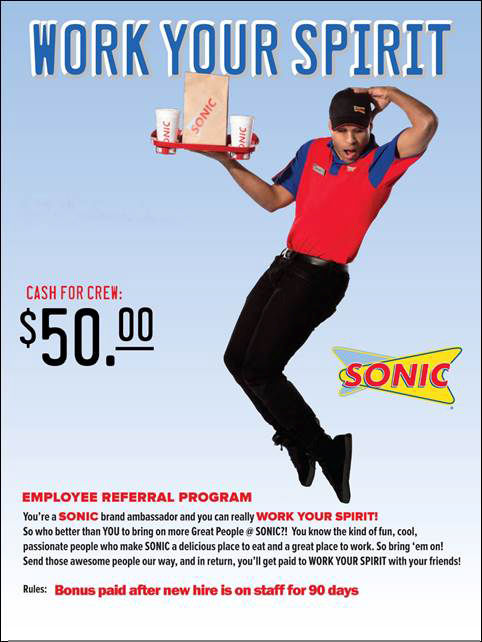 WORK YOUR SPIRIT
SONIC
SONIC
SONIC
CASH FOR CREW:
$50.00
SONIC
EMPLOYEE REFERRAL PROGRAM
You're a SONIC brand ambassador and you can really WORK YOUR SPIRIT!
So who better than YOU to bring on more Great People @ SONIC?! You know the kind of fun, cool,
passionate people who make SONIC a delicious place to eat and a great place to work. So bring 'em on!
Send those awesome people our way, and in return, you'll get paid to WORK YOUR SPIRIT with your friends!
Rules: Bonus paid after new hire is on staff for 90 days